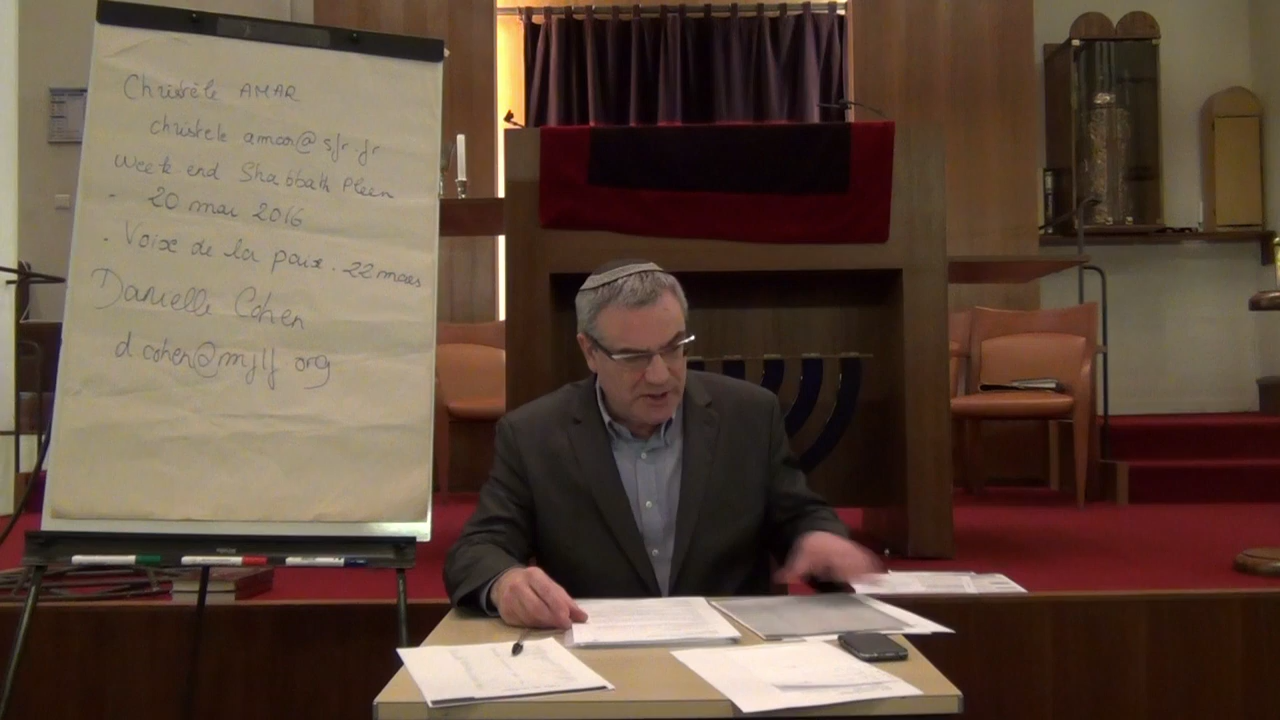 Christèle AMAR
christele amar@sfr.fr
Week end Shabbath Plein
- 20 mai 2016
- Voix de la paix. 22 mars
Danielle Cohen
d cohen@mjlf org